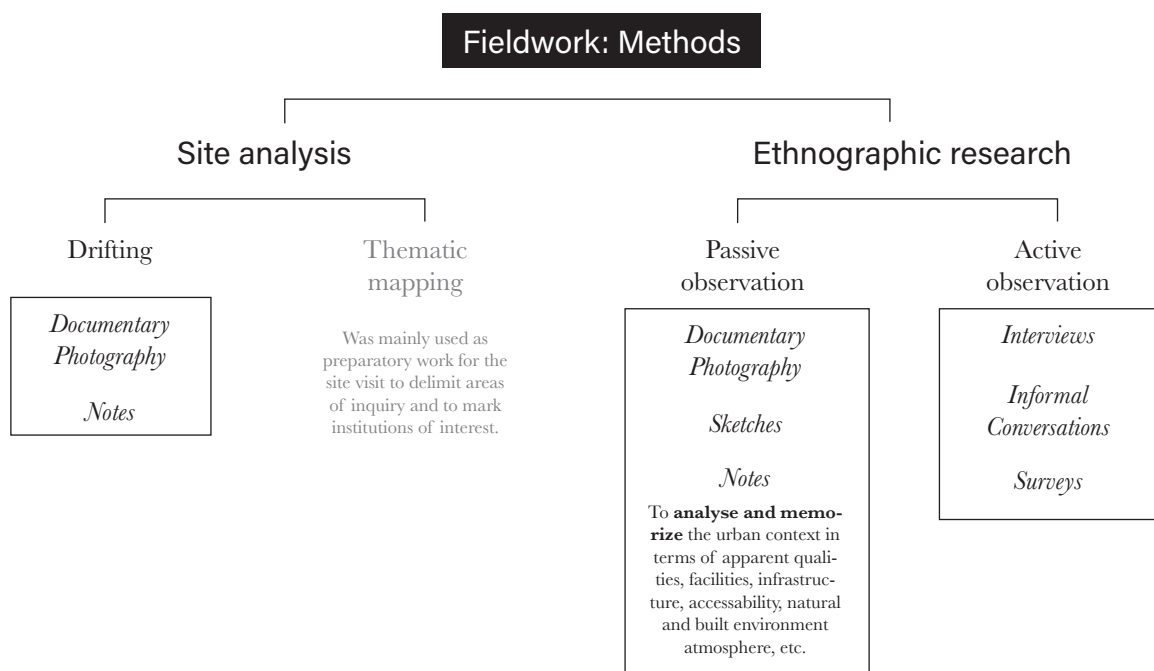 Fieldwork: Methods
Site analysis
Ethnographic research
Drifting
Thematic
mapping
Passive
observation
Active
observation
Documentary
Photography
Notes
Was mainly used as
preparatory work for the
site visit to delimit areas
of inquiry and to mark
institutions of interest.
Documentary
Photography
Sketches
Notes
To analyse and memo-
rize the urban context in
terms of apparent quali-
ties, facilities, infrastruc-
ture, accessability, natural
and built environment
atmosphere, etc.
Interviews
Informal
Conversations
Surveys